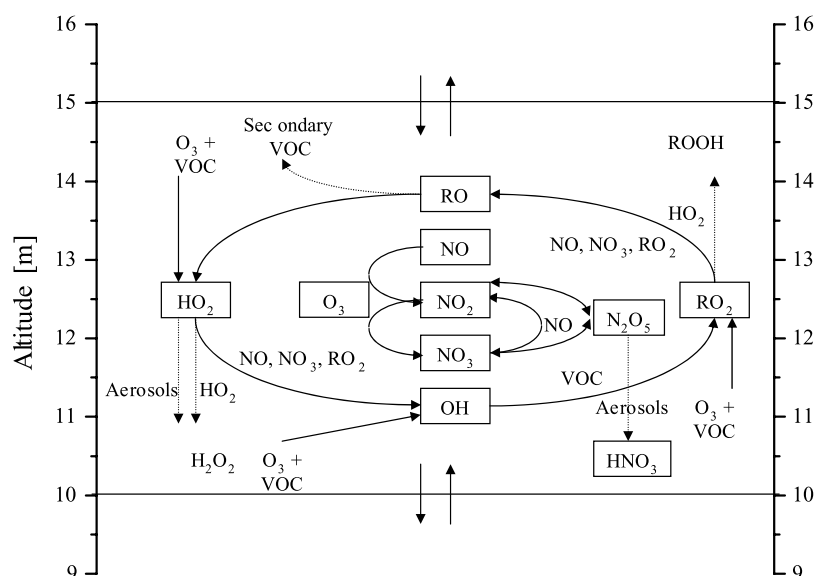 16 16
15 15
Sec ondary
VOC
O₃ +
VOC
ROOH
14 14
RO
HO₂
NO
NO, NO₃, RO₂
13 13
HO₂
O₃
NO₂
N₂O₅
RO₂
NO
Altitude [m]
12 12
NO, NO₃, RO₂
NO₃
VOC
Aerosols
HO₂
OH
Aerosols
O₃ +
VOC
11 11
H₂O₂
O₃ +
VOC
HNO₃
10 10
9 9